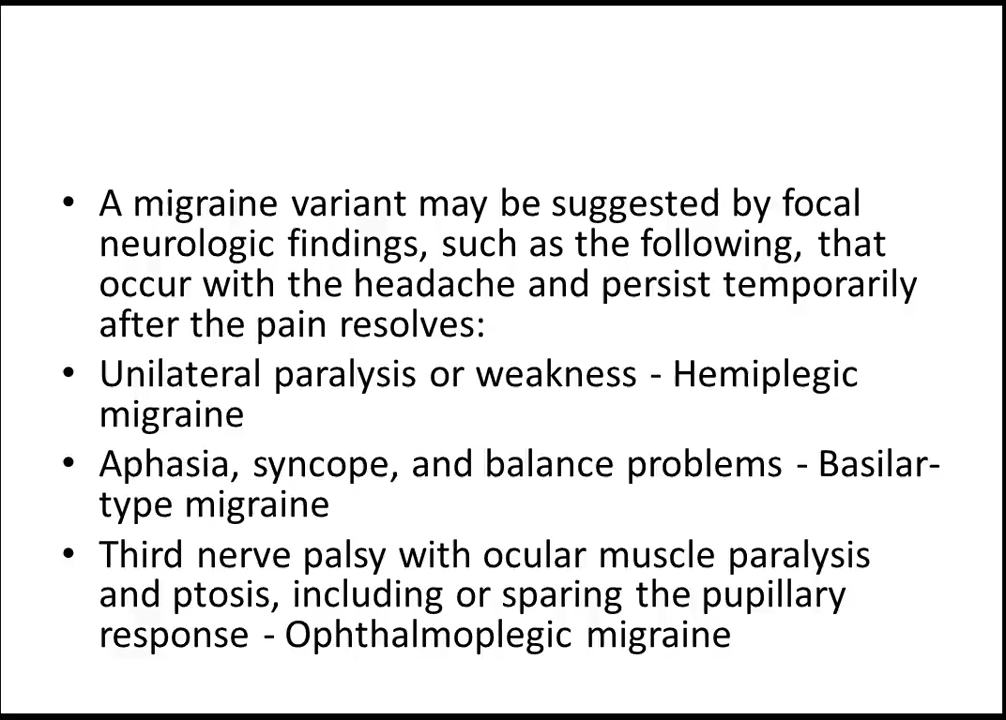 • A migraine variant may be suggested by focal
neurologic findings, such as the following, that
occur with the headache and persist temporarily
after the pain resolves:
• Unilateral paralysis or weakness - Hemiplegic
migraine
• Aphasia, syncope, and balance problems - Basilar-
type migraine
• Third nerve palsy with ocular muscle paralysis
and ptosis, including or sparing the pupillary
response - Ophthalmoplegic migraine